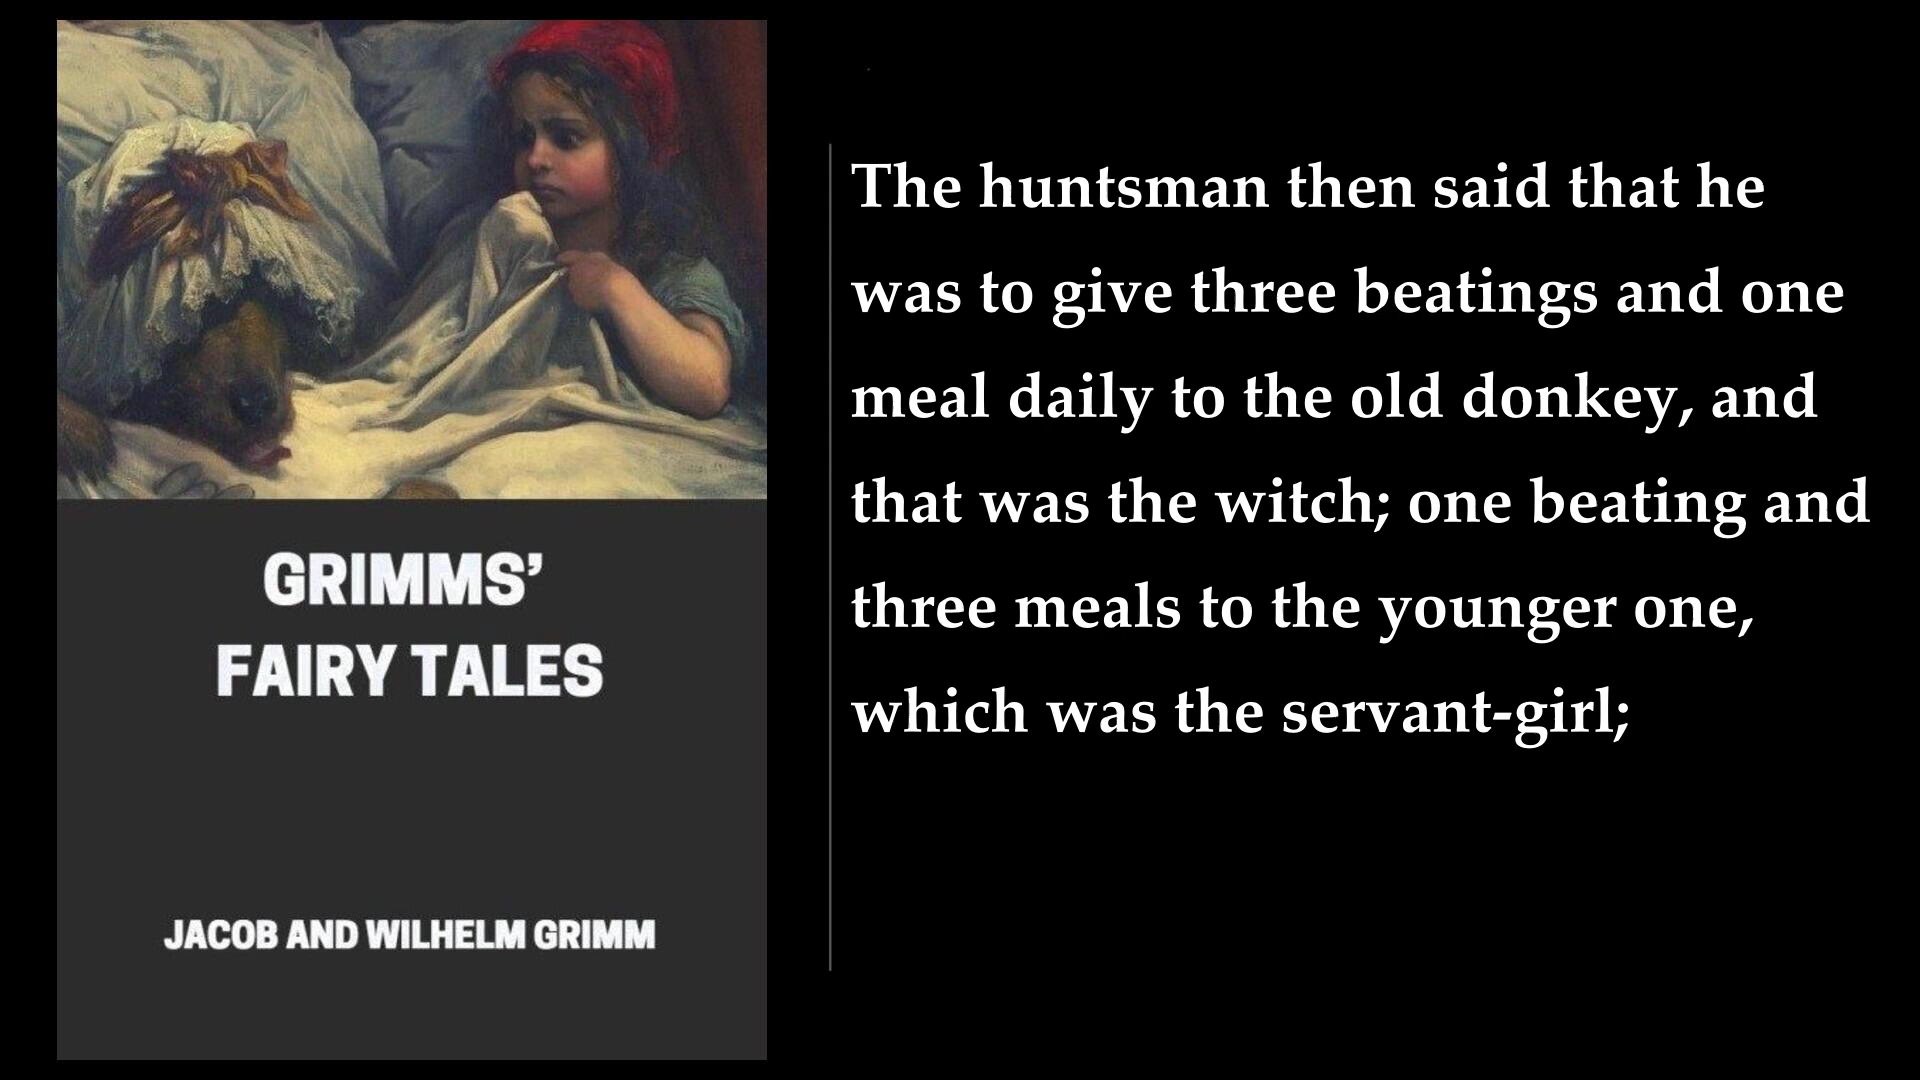 GRIMMS’
FAIRY TALES
JACOB AND WILHELM GRIMM
The huntsman then said that he
was to give three beatings and one
meal daily to the old donkey, and
that was the witch; one beating and
three meals to the younger one,
which was the servant-girl;